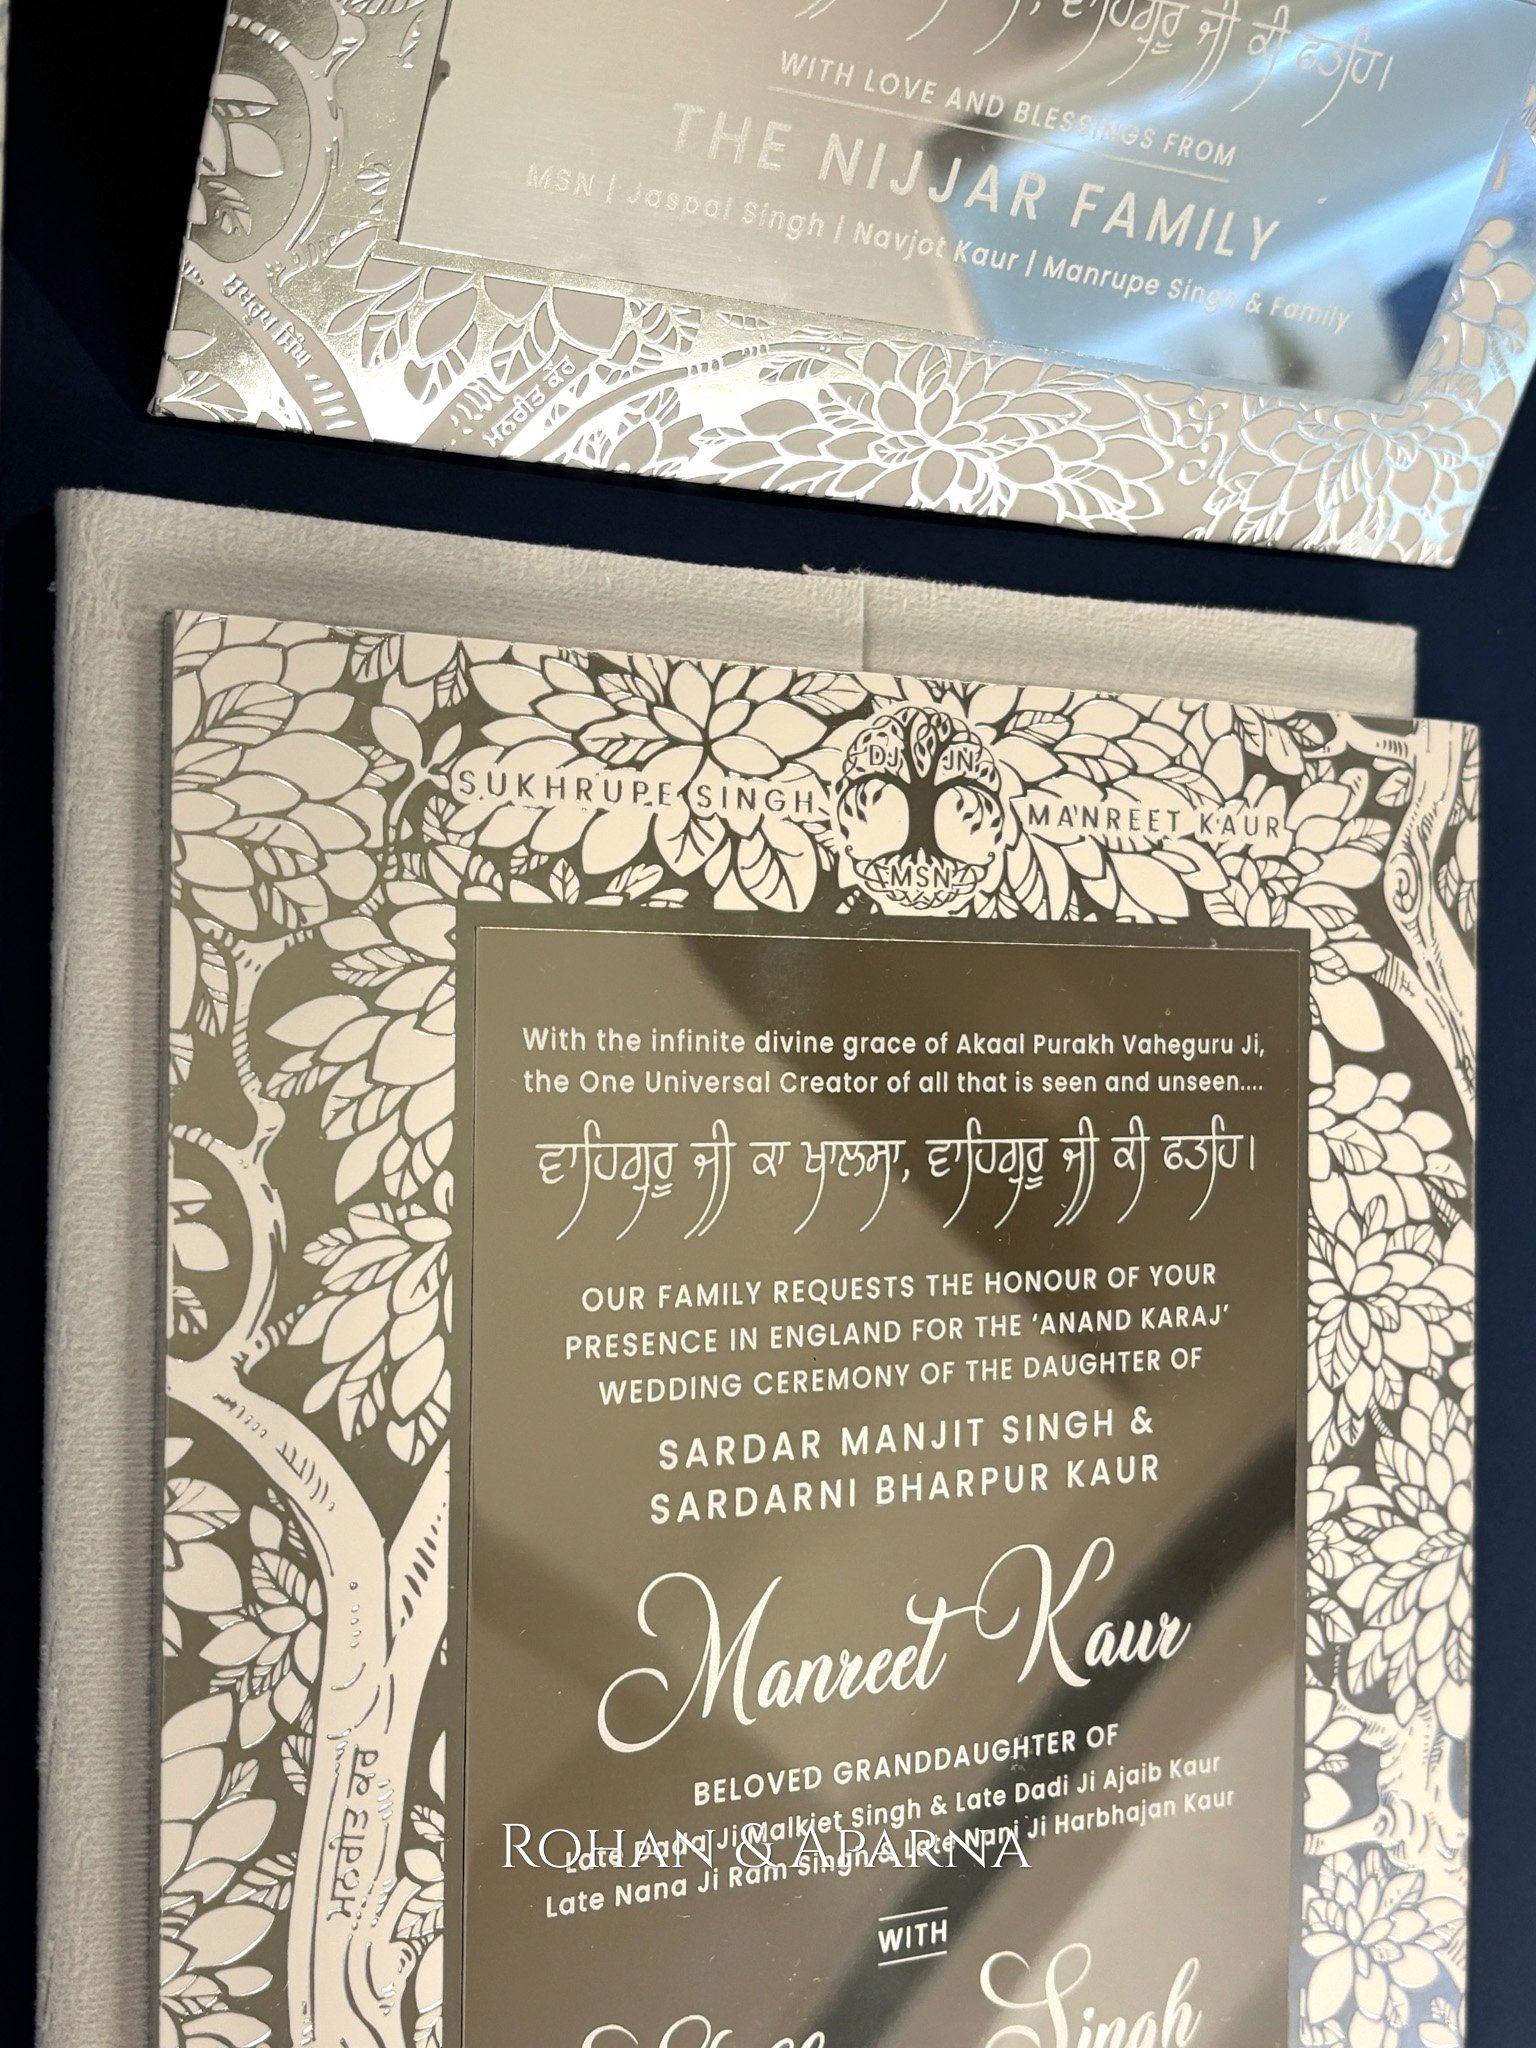 ਵਾਹਿਗੁਰੂ ਜੀ ਕੀ ਫਤਹਿ।
WITH LOVE AND BLESSINGS FROM
THE NIJJAR FAMILY
MSN | Jaspal Singh | Navjot Kaur | Manrupe Singh & Family
ਸੁਖਰੂਪ ਸਿੰਘ
ਮਨਰੀਤ ਕੌਰ
SUKHRUPE SINGH
DJ JN
MSN
MANREET KAUR
With the infinite divine grace of Akaal Purakh Vaheguru Ji,
the One Universal Creator of all that is seen and unseen....
ਵਾਹਿਗੁਰੂ ਜੀ ਕਾ ਖਾਲਸਾ, ਵਾਹਿਗੁਰੂ ਜੀ ਕੀ ਫਤਹਿ।
OUR FAMILY REQUESTS THE HONOUR OF YOUR
PRESENCE IN ENGLAND FOR THE ‘ANAND KARAJ’
WEDDING CEREMONY OF THE DAUGHTER OF
SARDAR MANJIT SINGH &
SARDARNI BHARPUR KAUR
Manreet Kaur
BELOVED GRANDDAUGHTER OF
Late Dada Ji Malkiet Singh & Late Dadi Ji Ajaib Kaur
Late Nana Ji Ram Singh & Late Nani Ji Harbhajan Kaur
WITH
Singh
ਮਨਰੀਤ ਕੌਰ
ROHAN & APARNA